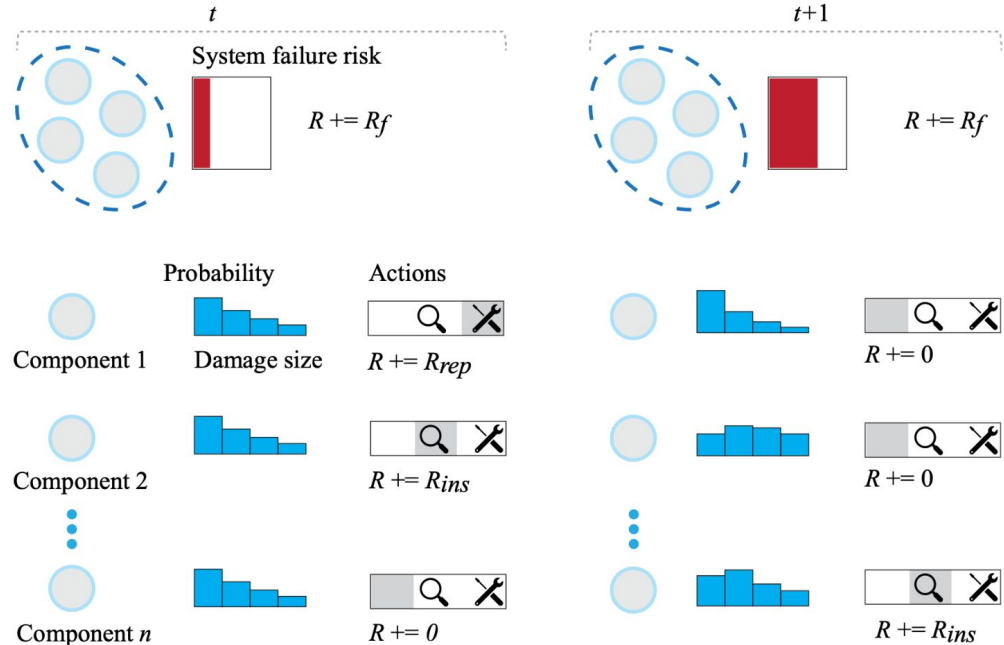 t
t+1
System failure risk
R += Rf
R += Rf
Probability
Actions
Component 1
Damage size
R += Rrep
R += 0
Component 2
R += Rins
R += 0
Component n
R += 0
R += Rins